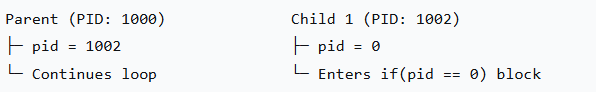 Parent (PID: 1000)    Child 1 (PID: 1002)
├─ pid = 1002         ├─ pid = 0
└─ Continues loop     └─ Enters if(pid == 0) block